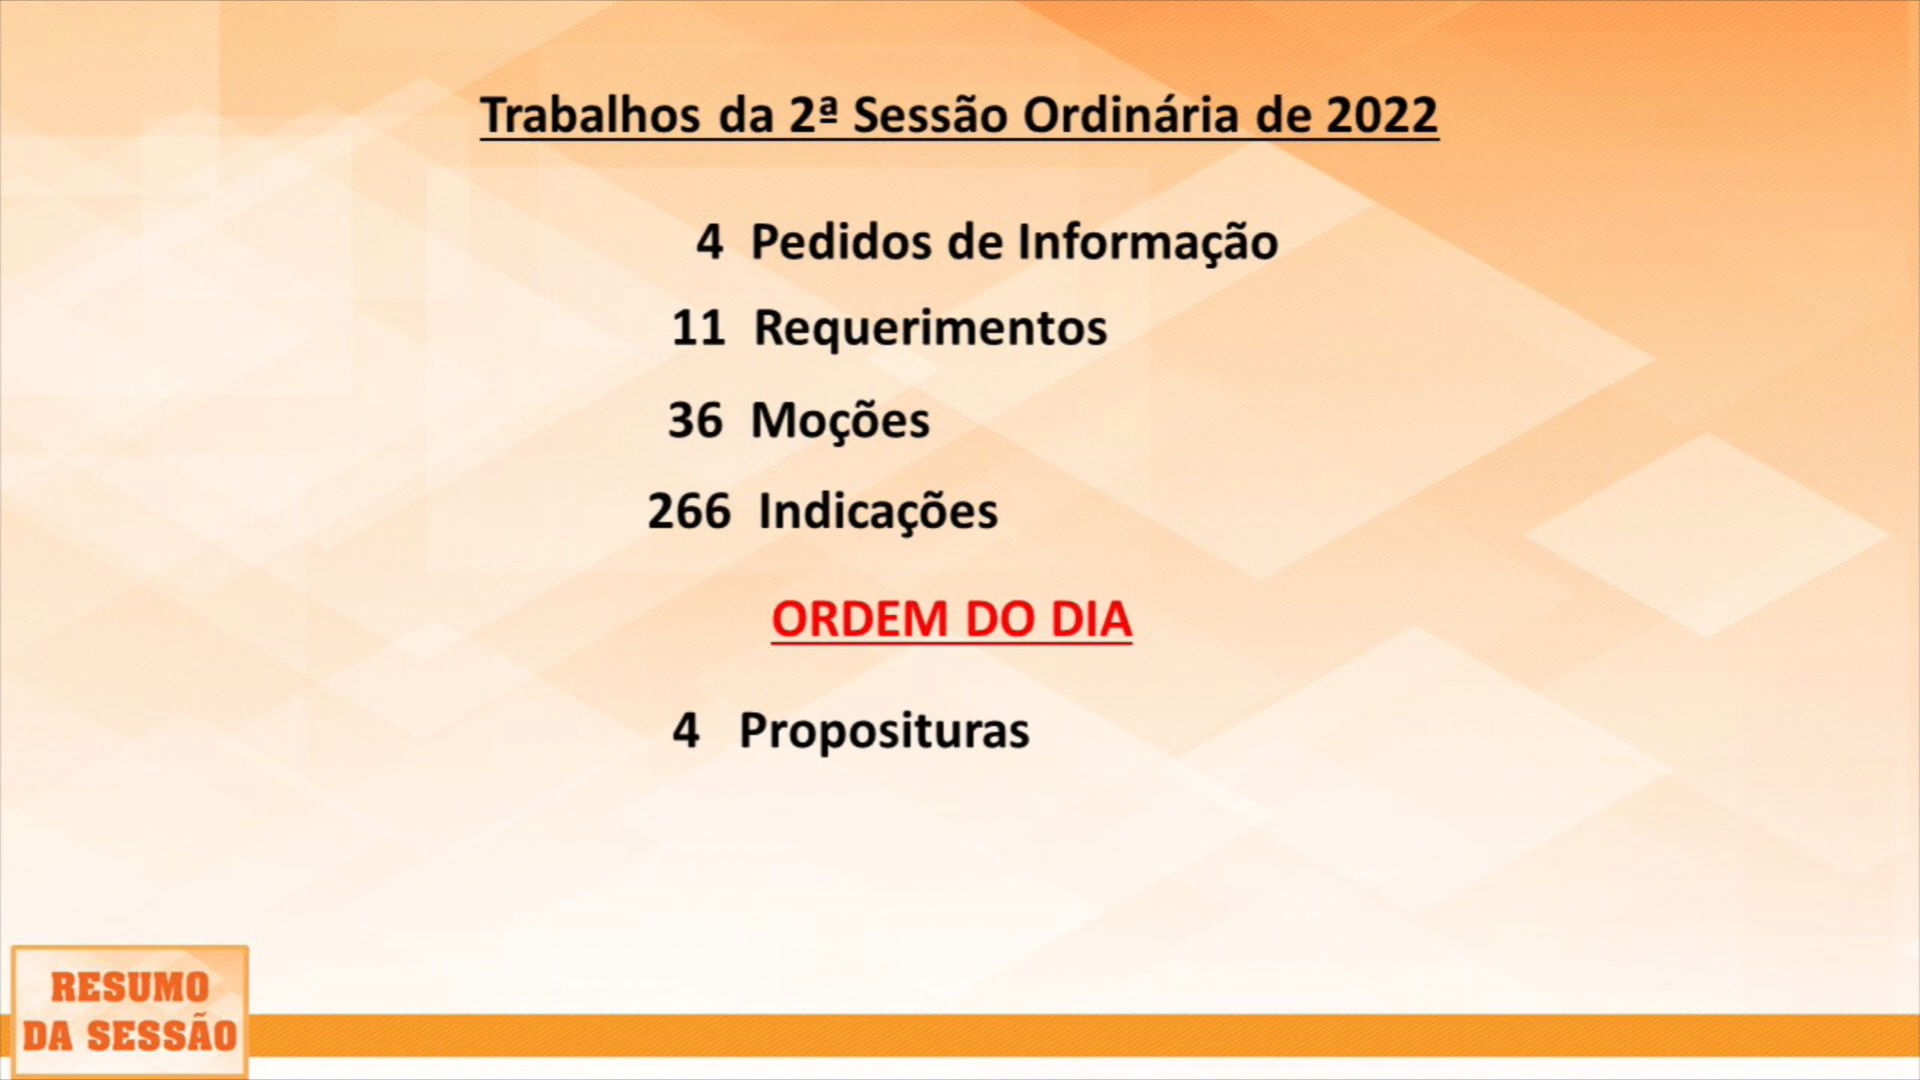 Trabalhos da 2ª Sessão Ordinária de 2022
4 Pedidos de Informação
11 Requerimentos
36 Moções
266 Indicações
ORDEM DO DIA
4 Proposituras
RESUMO
DA SESSÃO